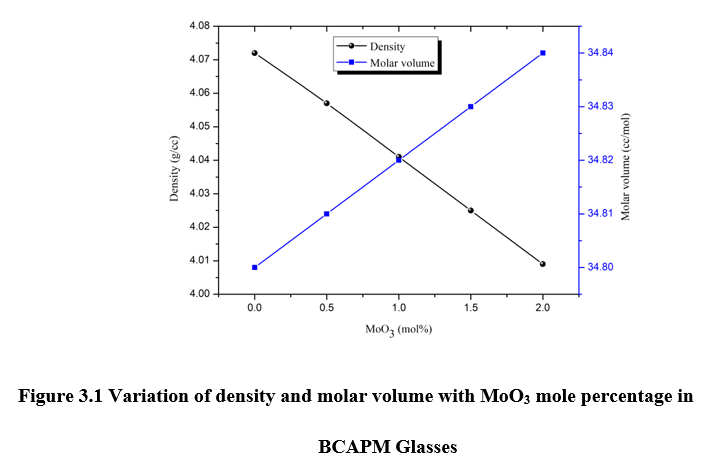 4.08
4.07
4.06
4.05
4.04
4.03
4.02
4.01
4.00
Density (g/cc)
Density
Molar volume
34.84
34.83
34.82
34.81
34.80
Molar volume (cc/mol)
0.0 0.5 1.0 1.5 2.0
MoO3 (mol%)
Figure 3.1 Variation of density and molar volume with MoO₃ mole percentage in
BCAPM Glasses